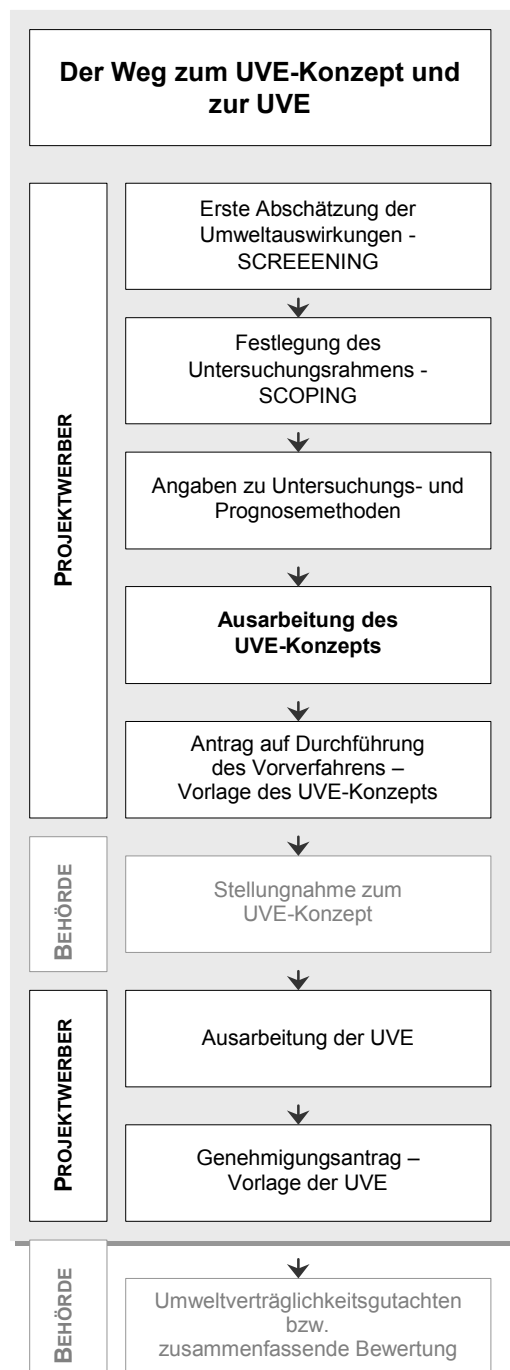 Der Weg zum UVE-Konzept und
zur UVE
PROJEKTWERBER
Erste Abschätzung der
Umweltauswirkungen -
SCREEENING
Festlegung des
Untersuchungsrahmens -
SCOPING
Angaben zu Untersuchungs- und
Prognosemethoden
Ausarbeitung des
UVE-Konzepts
Antrag auf Durchführung
des Vorverfahrens –
Vorlage des UVE-Konzepts
BEHÖRDE
Stellungnahme zum
UVE-Konzept
PROJEKTWERBER
Ausarbeitung der UVE
Genehmigungsantrag –
Vorlage der UVE
BEHÖRDE
Umweltverträglichkeitsgutachten
bzw.
zusammenfassende Bewertung